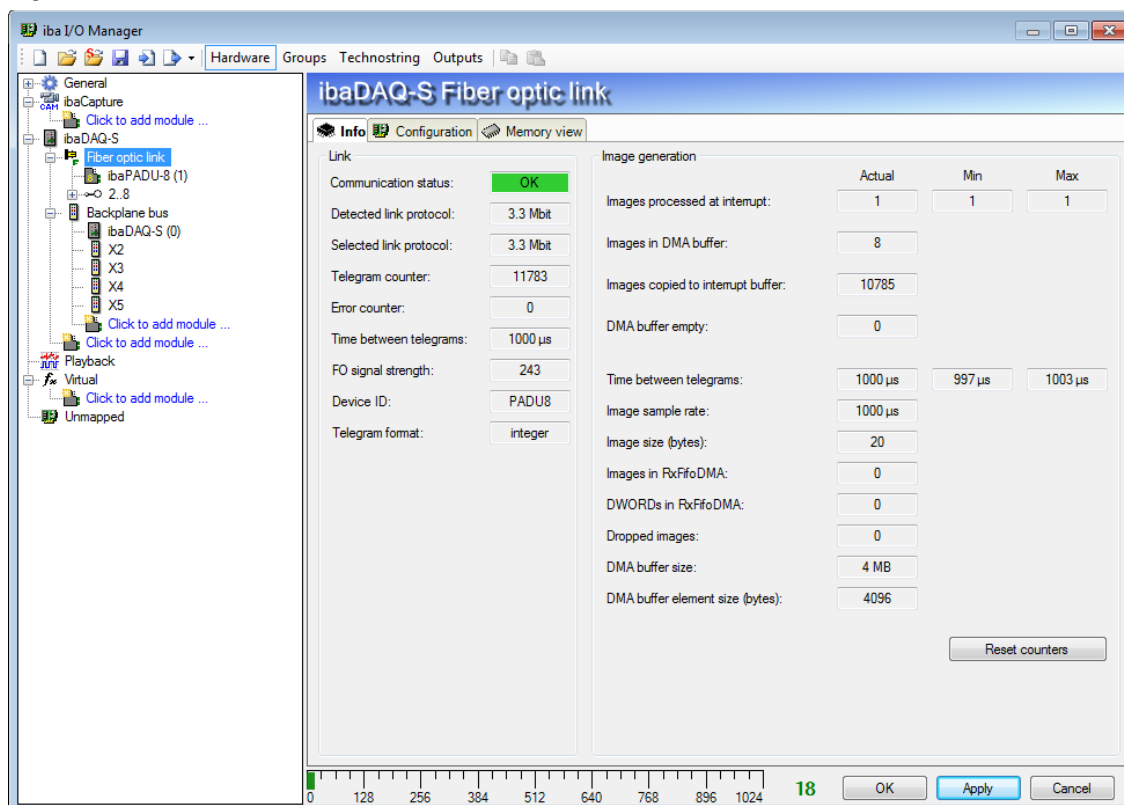 iba I/O Manager
Hardware Groups Technostring Outputs
General
ibaCapture
CAM
Click to add module ...
ibaDAQ-S
Fiber optic link
ibaPADU-8 (1)
2..8
Backplane bus
ibaDAQ-S (0)
X2
X3
X4
X5
Click to add module ...
Click to add module ...
Playback
Virtual
Click to add module ...
Unmapped
ibaDAQ-S Fiber optic link
Info Configuration Memory view
Link
Communication status: OK
Detected link protocol: 3.3 Mbit
Selected link protocol: 3.3 Mbit
Telegram counter: 11783
Error counter: 0
Time between telegrams: 1000 µs
FO signal strength: 243
Device ID: PADU8
Telegram format: integer
Image generation
Actual Min Max
Images processed at interrupt: 1 1 1
Images in DMA buffer: 8
Images copied to interrupt buffer: 10785
DMA buffer empty: 0
Time between telegrams: 1000 µs 997 µs 1003 µs
Image sample rate: 1000 µs
Image size (bytes): 20
Images in RxFifoDMA: 0
DWORDs in RxFifoDMA: 0
Dropped images: 0
DMA buffer size: 4 MB
DMA buffer element size (bytes): 4096
Reset counters
0 128 256 384 512 640 768 896 1024
18 OK Apply Cancel